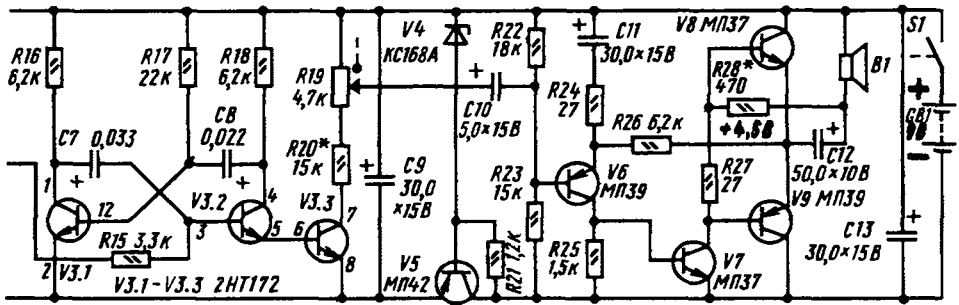 R16
6,2к
R17
22к
R18
6,2к
R19
4,7к
V4
КС168А
R22
18к
C11
30,0×15В
V8 МП37
R28*
470
B1
S1
C7
0,033
C8
0,022
R20*
15к
C9
30,0
×15В
C10
5,0×15В
R24
27
R26 6,2к
+4,5В
C12
50,0×10В
GB1
9В
R23
15к
V6
МП39
R27
27
V9 МП39
C13
30,0×15В
1
12
V3.2
4
3
5
V3.3
6
7
8
R15 3,3к
2
V3.1
V5
МП42
R21 1,2к
R25
1,5к
V7
МП37
V3.1–V3.3 2НТ172